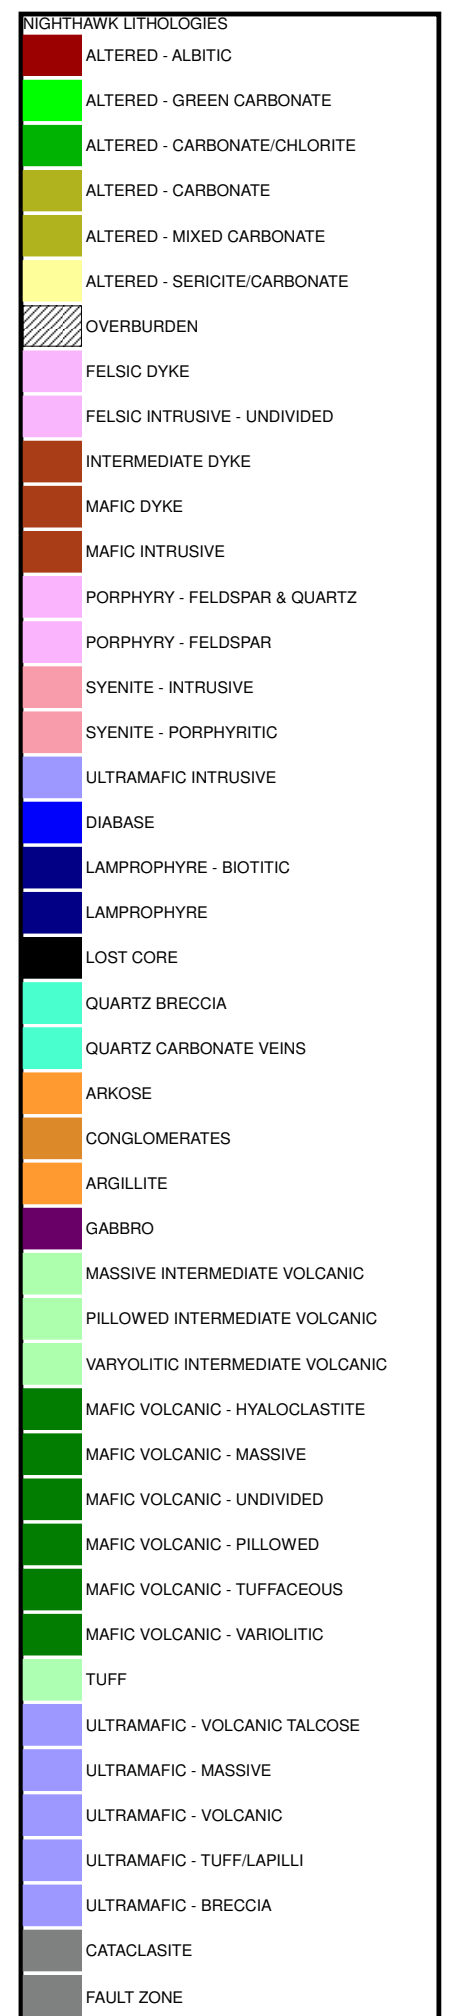 NIGHTHAWK LITHOLOGIES
ALTERED - ALBITIC
ALTERED - GREEN CARBONATE
ALTERED - CARBONATE/CHLORITE
ALTERED - CARBONATE
ALTERED - MIXED CARBONATE
ALTERED - SERICITE/CARBONATE
OVERBURDEN
FELSIC DYKE
FELSIC INTRUSIVE - UNDIVIDED
INTERMEDIATE DYKE
MAFIC DYKE
MAFIC INTRUSIVE
PORPHYRY - FELDSPAR & QUARTZ
PORPHYRY - FELDSPAR
SYENITE - INTRUSIVE
SYENITE - PORPHYRITIC
ULTRAMAFIC INTRUSIVE
DIABASE
LAMPROPHYRE - BIOTITIC
LAMPROPHYRE
LOST CORE
QUARTZ BRECCIA
QUARTZ CARBONATE VEINS
ARKOSE
CONGLOMERATES
ARGILLITE
GABBRO
MASSIVE INTERMEDIATE VOLCANIC
PILLOWED INTERMEDIATE VOLCANIC
VARYOLITIC INTERMEDIATE VOLCANIC
MAFIC VOLCANIC - HYALOCLASTITE
MAFIC VOLCANIC - MASSIVE
MAFIC VOLCANIC - UNDIVIDED
MAFIC VOLCANIC - PILLOWED
MAFIC VOLCANIC - TUFFACEOUS
MAFIC VOLCANIC - VARIOLITIC
TUFF
ULTRAMAFIC - VOLCANIC TALCOSE
ULTRAMAFIC - MASSIVE
ULTRAMAFIC - VOLCANIC
ULTRAMAFIC - TUFF/LAPILLI
ULTRAMAFIC - BRECCIA
CATACLASITE
FAULT ZONE